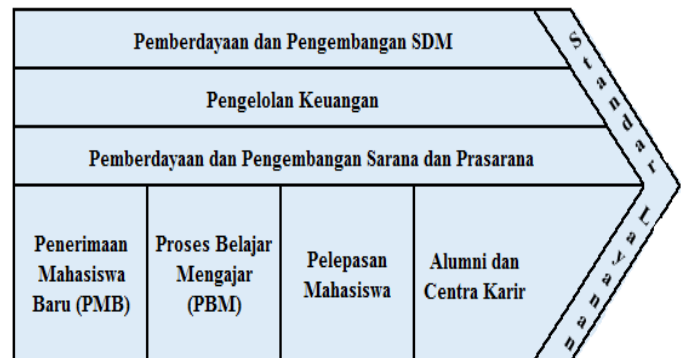 Pemberdayaan dan Pengembangan SDM
Pengelolan Keuangan
Pemberdayaan dan Pengembangan Sarana dan Prasarana
Penerimaan
Mahasiswa
Baru (PMB)
Proses Belajar
Mengajar
(PBM)
Pelepasan
Mahasiswa
Alumni dan
Centra Karir
Standar
Layanan